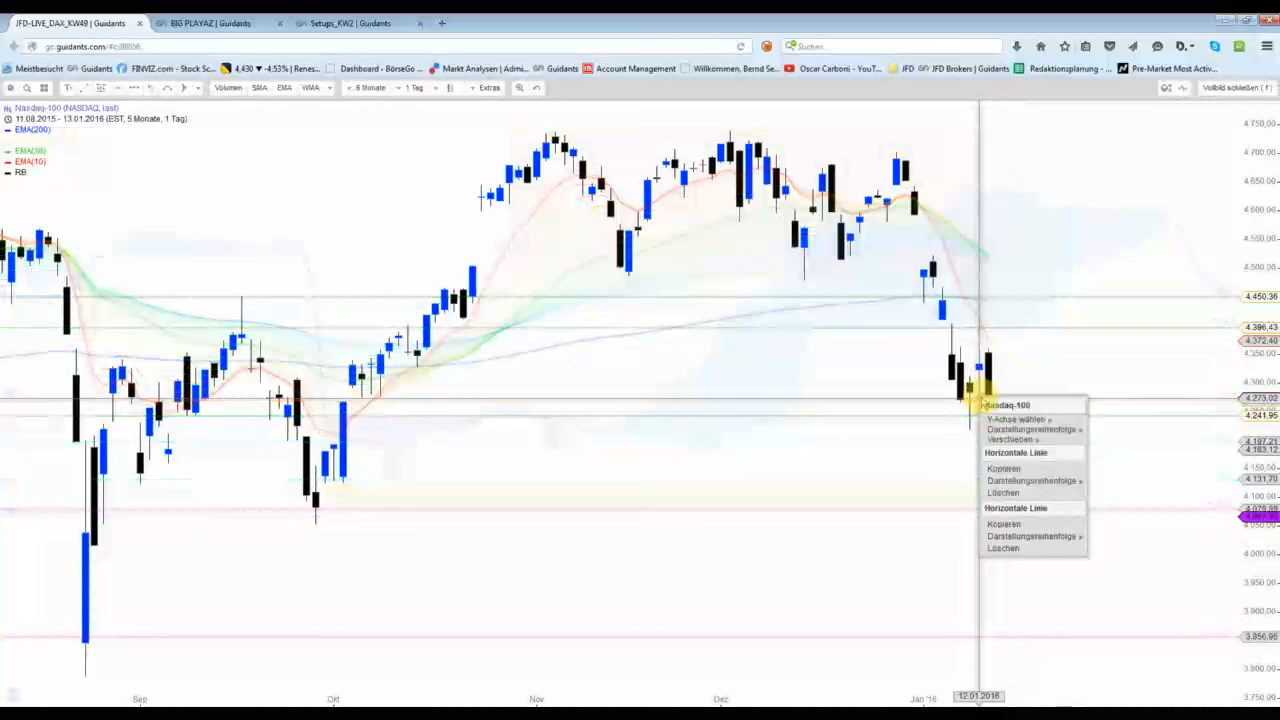 JFD-LIVE_DAX_KW49 | Guidants
BIG PLAYAZ | Guidants
Setups_KW2 | Guidants
go.guidants.com/
Suchen
Meistbesucht
Guidants
FINVIZ.com - Stock Sc...
4,430 ▼ -4,53% | Renes...
Dashboard - BörseGo ...
Markt Analysen | Admi...
Guidants
Account Management
Willkommen, Bernd Se...
Oscar Carboni - YouT...
JFD
JFD Brokers | Guidants
Redaktionsplanung - ...
Pre-Market Most Activ...
Volumen
SMA
EMA
WMA
6 Monate
1 Tag
Extras
Vollbild schließen ( f )
Nasdaq-100 (NASDAQ, last)
11.08.2015 - 13.01.2016 (EST, 5 Monate, 1 Tag)
EMA(200)
EMA(10)
RB
4.750,00
4.700,00
4.650,00
4.600,00
4.550,00
4.500,00
4.450,36
4.396,43
4.372,40
4.350,00
4.300,00
4.273,02
4.241,95
4.197,21
4.183,12
4.150,00
4.131,70
4.100,00
4.050,00
4.000,00
3.950,00
3.900,00
3.856,95
3.800,00
3.750,00
Nasdaq-100
Y-Achse wählen »
Darstellungsreihenfolge »
Verschieben »
Horizontale Linie
Kopieren
Darstellungsreihenfolge »
Löschen
Horizontale Linie
Kopieren
Darstellungsreihenfolge »
Löschen
Sep
Okt
Nov
Dez
Jan '16
12.01.2016